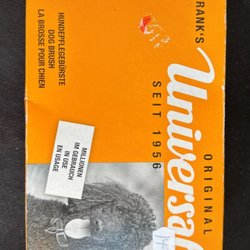 FRANK'S
ORIGINAL
Universal
SEIT 1956
HUNDEPFLEGEBÜRSTE
DOG BRUSH
LA BROSSE POUR CHIEN
MILLIONEN
IM GEBRAUCH
IN USE
EN USAGE